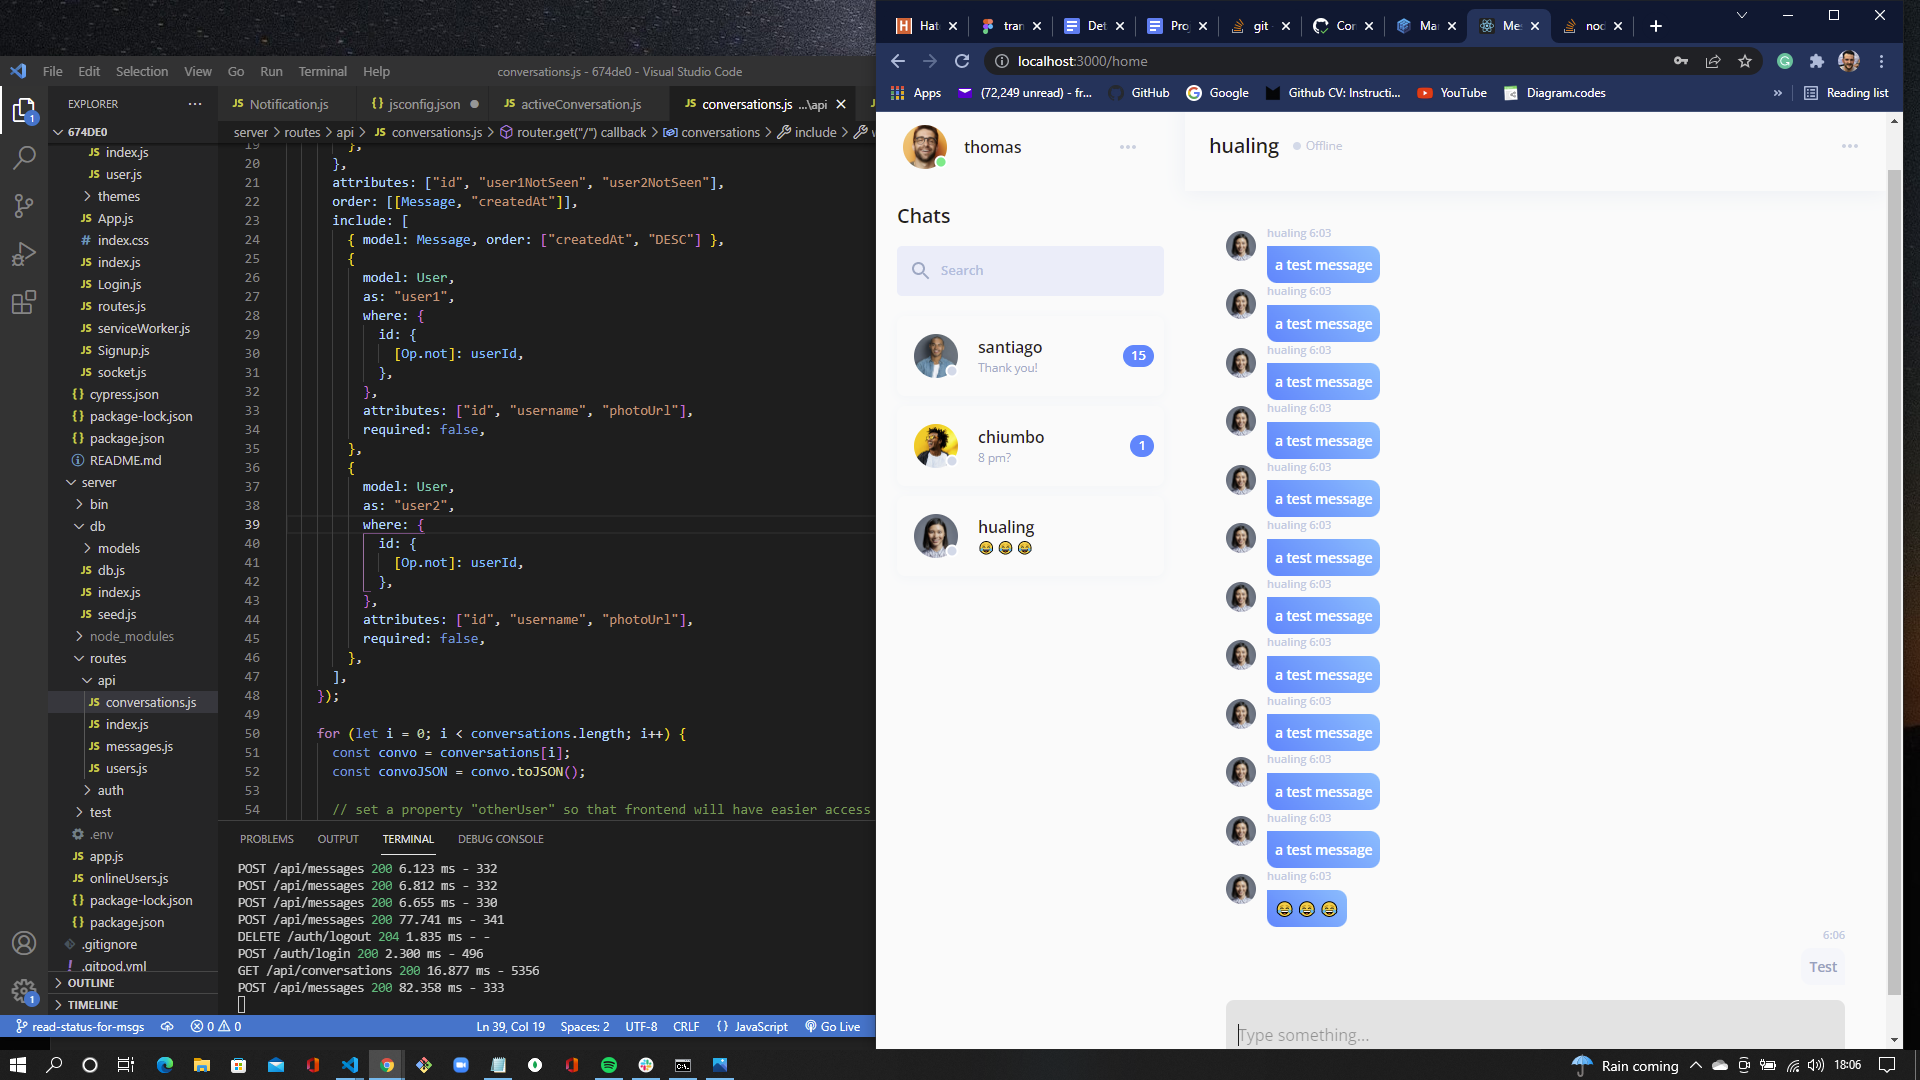 File Edit Selection View Go Run Terminal Help
conversations.js - 674de0 - Visual Studio Code
EXPLORER
674DE0
index.js
user.js
themes
App.js
index.css
index.js
Login.js
routes.js
serviceWorker.js
Signup.js
socket.js
cypress.json
package-lock.json
package.json
README.md
server
bin
db
models
db.js
index.js
seed.js
node_modules
routes
api
conversations.js
index.js
messages.js
users.js
auth
test
.env
app.js
onlineUsers.js
package-lock.json
package.json
.gitignore
.gitpod.yml
OUTLINE
TIMELINE
Notification.js jsconfig.json activeConversation.js conversations.js ...\api
server > routes > api > conversations.js > router.get("/") callback > conversations > include >
19 },
20 },
21 attributes: ["id", "user1NotSeen", "user2NotSeen"],
22 order: [[Message, "createdAt"]],
23 include: [
24 { model: Message, order: ["createdAt", "DESC"] },
25 {
26 model: User,
27 as: "user1",
28 where: {
29 id: {
30 [Op.not]: userId,
31 },
32 },
33 attributes: ["id", "username", "photoUrl"],
34 required: false,
35 },
36 {
37 model: User,
38 as: "user2",
39 where: {
40 id: {
41 [Op.not]: userId,
42 },
43 },
44 attributes: ["id", "username", "photoUrl"],
45 required: false,
46 },
47 ],
48 });
49
50 for (let i = 0; i < conversations.length; i++) {
51 const convo = conversations[i];
52 const convoJSON = convo.toJSON();
53
54 // set a property "otherUser" so that frontend will have easier access
PROBLEMS OUTPUT TERMINAL DEBUG CONSOLE
POST /api/messages 200 6.123 ms - 332
POST /api/messages 200 6.812 ms - 332
POST /api/messages 200 6.655 ms - 330
POST /api/messages 200 77.741 ms - 341
DELETE /auth/logout 204 1.835 ms - -
POST /auth/login 200 2.300 ms - 496
GET /api/conversations 200 16.877 ms - 5356
POST /api/messages 200 82.358 ms - 333
read-status-for-msgs 0 0 Ln 39, Col 19 Spaces: 2 UTF-8 CRLF {} JavaScript Go Live
Hat tran Det Pro git Cor Ma Me nod
localhost:3000/home
Apps (72,249 unread) - fr... GitHub Google Github CV: Instructi... YouTube Diagram.codes » Reading list
thomas
Chats
Search
santiago
Thank you!
15
chiumbo
8 pm?
1
hualing
😂 😂 😂
hualing Offline
hualing 6:03
a test message
hualing 6:03
a test message
hualing 6:03
a test message
hualing 6:03
a test message
hualing 6:03
a test message
hualing 6:03
a test message
hualing 6:03
a test message
hualing 6:03
a test message
hualing 6:03
a test message
hualing 6:03
a test message
hualing 6:03
a test message
hualing 6:03
😂 😂 😂
6:06
Test
Type something...
Rain coming 18:06